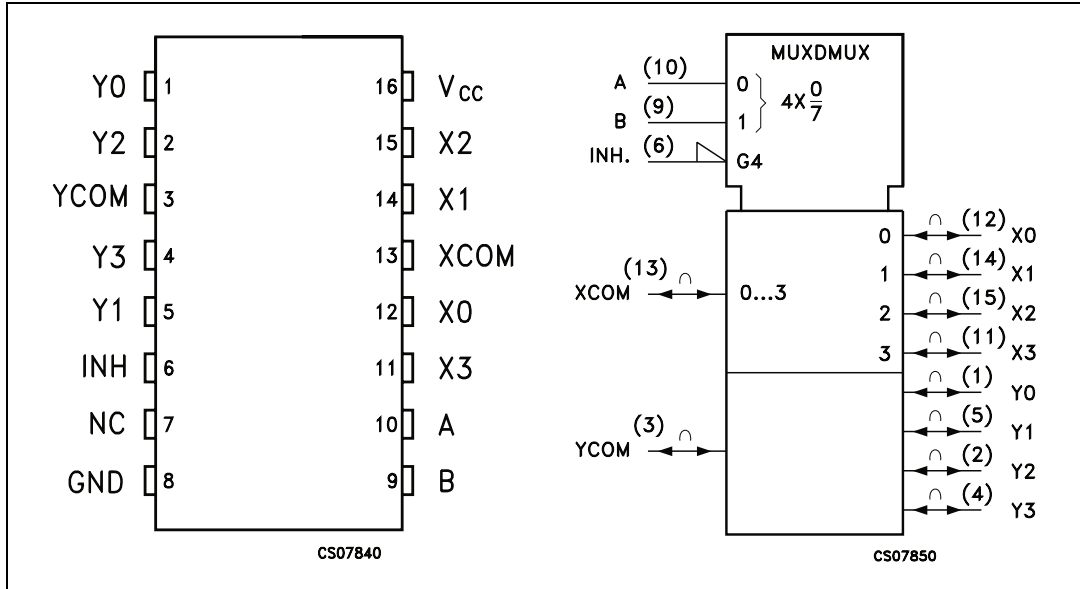 Y0 1 16 VCC
Y2 2 15 X2
YCOM 3 14 X1
Y3 4 13 XCOM
Y1 5 12 X0
INH 6 11 X3
NC 7 10 A
GND 8 9 B
CS07840
MUXDMUX
A (10) 0 4X 0/7
B (9) 1
INH. (6) G4
0 ∩ (12) X0
1 ∩ (14) X1
XCOM (13) ∩ 0...3
2 ∩ (15) X2
3 ∩ (11) X3
∩ (1) Y0
∩ (5) Y1
YCOM (3) ∩
∩ (2) Y2
∩ (4) Y3
CS07850